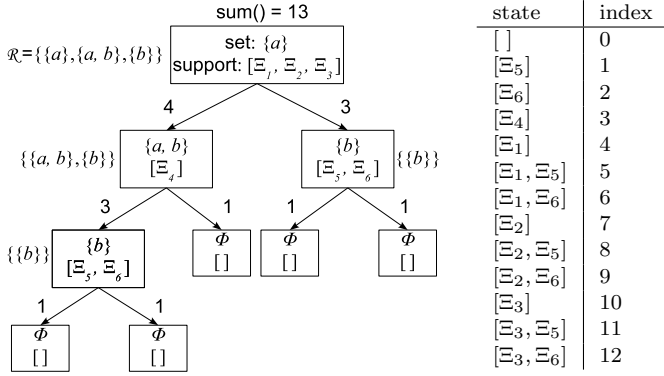 sum() = 13
ℛ={{a},{a, b},{b}}
set: {a}
support: [Ξ₁, Ξ₂, Ξ₃]
4
3
{{a, b},{b}}
{a, b}
[Ξ₄]
{b}
[Ξ₅, Ξ₆]
{{b}}
3
1
1
1
{{b}}
{b}
[Ξ₅, Ξ₆]
Φ
[ ]
Φ
[ ]
Φ
[ ]
1
1
Φ
[ ]
Φ
[ ]
state index
[ ] 0
[Ξ₅] 1
[Ξ₆] 2
[Ξ₄] 3
[Ξ₁] 4
[Ξ₁, Ξ₅] 5
[Ξ₁, Ξ₆] 6
[Ξ₂] 7
[Ξ₂, Ξ₅] 8
[Ξ₂, Ξ₆] 9
[Ξ₃] 10
[Ξ₃, Ξ₅] 11
[Ξ₃, Ξ₆] 12